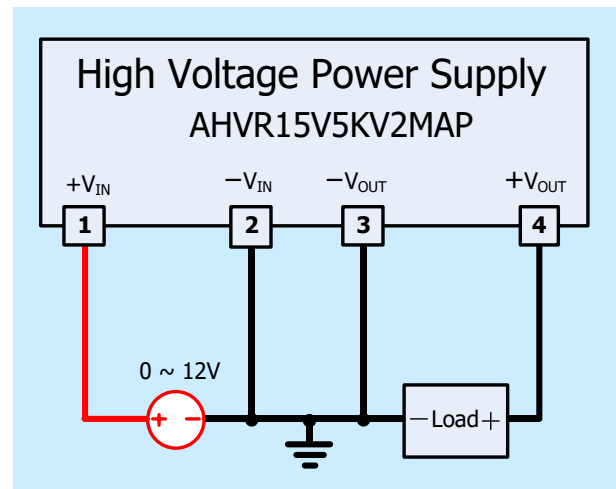 High Voltage Power Supply
AHVR15V5KV2MAP
+VIN −VIN −VOUT +VOUT
1 2 3 4
0 ~ 12V
+ − − Load +